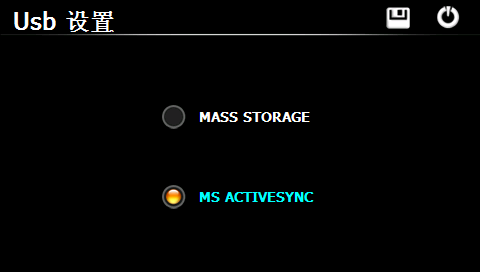 Usb 设置
MASS STORAGE
MS ACTIVESYNC